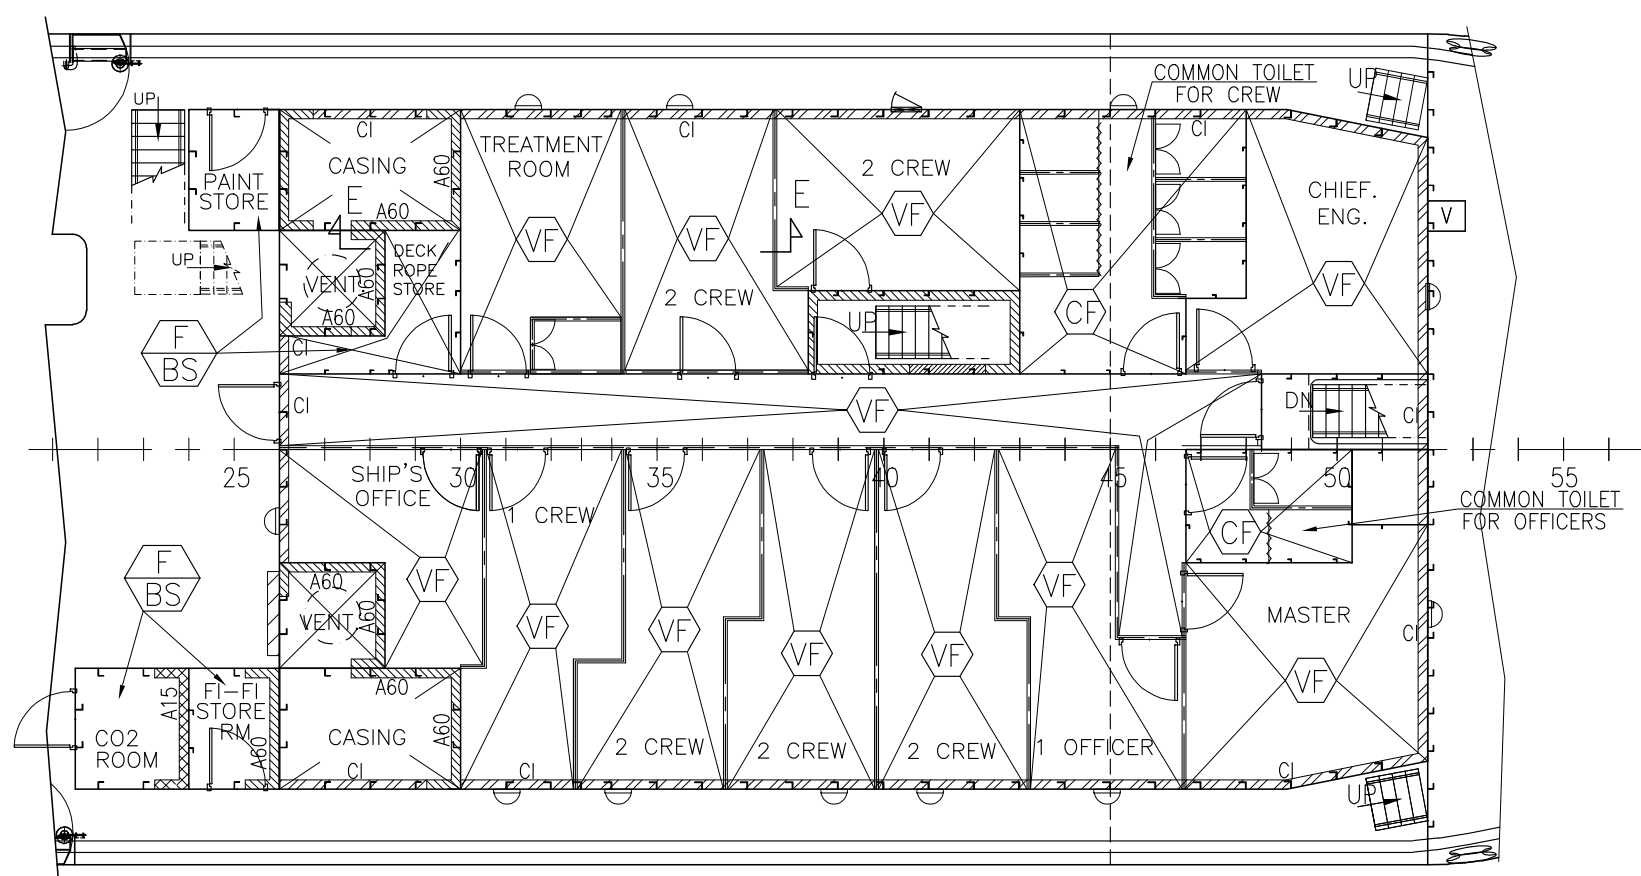 COMMON TOILET
FOR CREW
UP
UP
CI
CI
CI
TREATMENT
ROOM
CASING
A60
2 CREW
PAINT
STORE
CHIEF.
ENG.
E
A60
E
VF
VF
VF
V
DECK
ROPE
STORE
UP
VENT.
A60
2 CREW
VF
A60
CF
UP
F
BS
CI
CI
VF
DN
CI
25
30
35
40
45
50
55
SHIP'S
OFFICE
1 CREW
COMMON TOILET
FOR OFFICERS
CF
F
BS
A60
VF
VF
VENT.
A60
MASTER
VF
VF
CI
VF
VF
VF
A60
A15
FI-FI
STORE
RM
CO2
ROOM
A60
CASING
A60
2 CREW
2 CREW
2 CREW
1 OFFICER
CI
CI
CI
UP